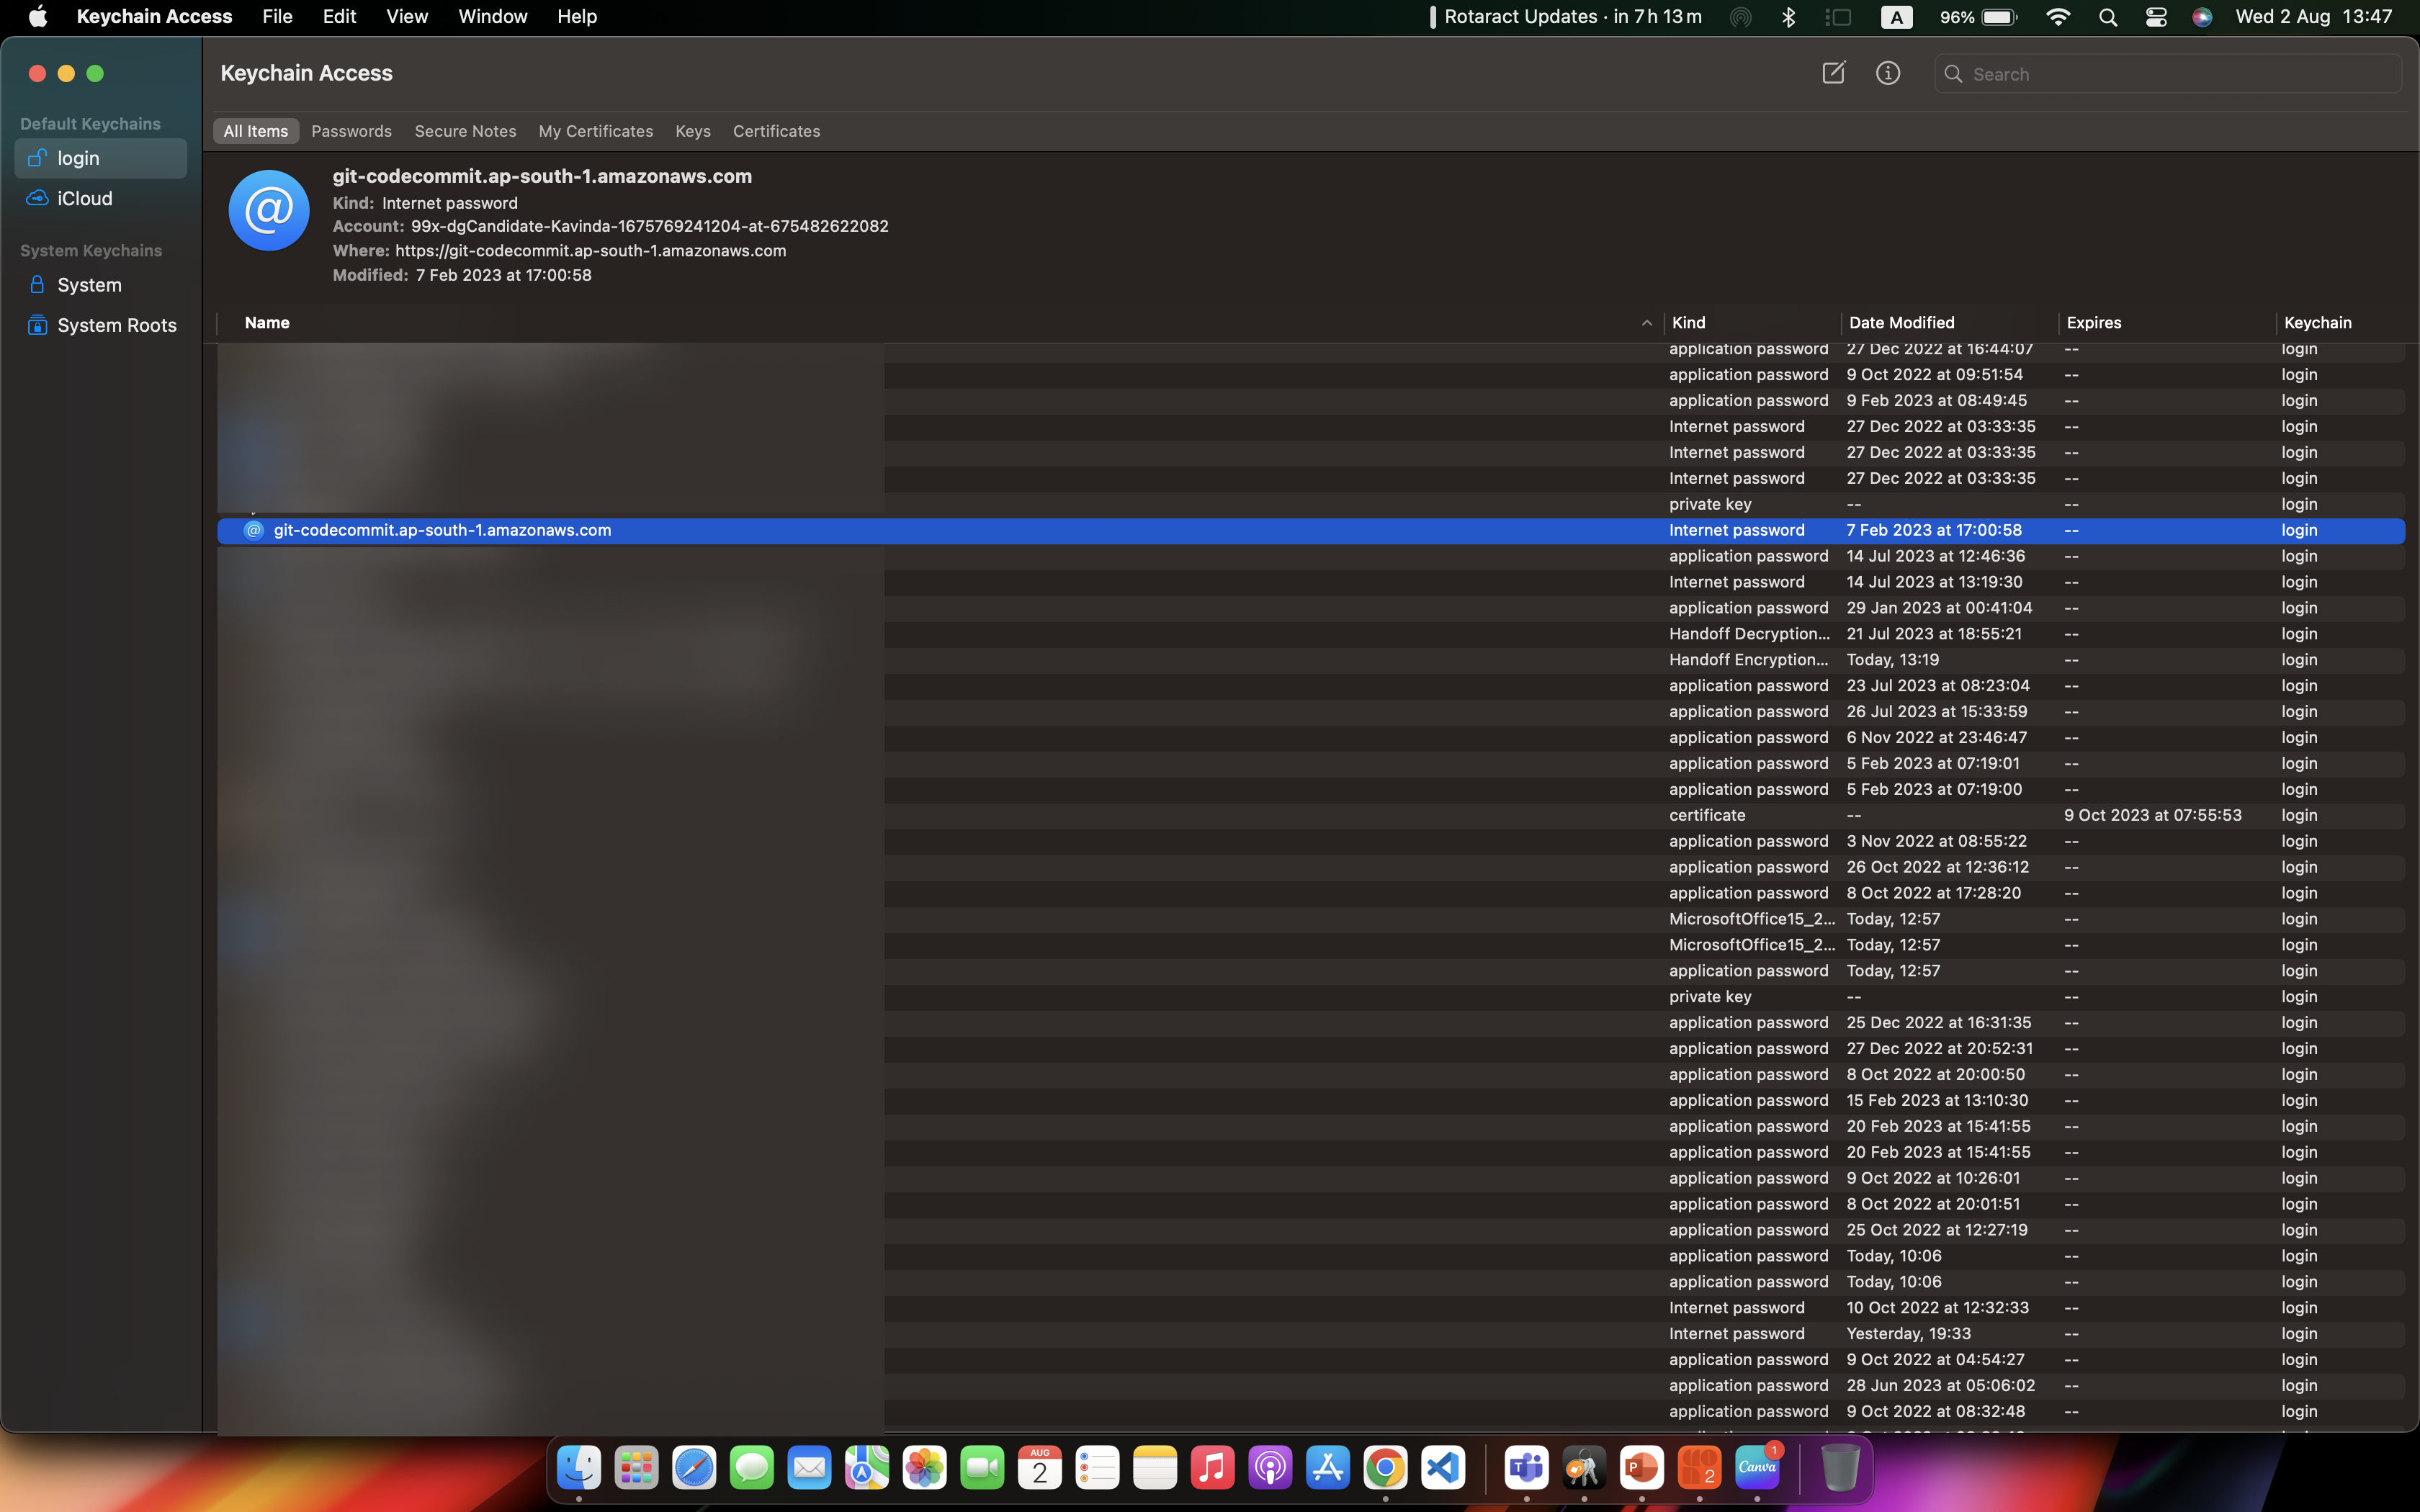 Keychain Access File Edit View Window Help Rotaract Updates · in 7 h 13 m A 96% Wed 2 Aug 13:47
Keychain Access Search
Default Keychains
login
iCloud
System Keychains
System
System Roots
All Items Passwords Secure Notes My Certificates Keys Certificates
@
git-codecommit.ap-south-1.amazonaws.com
Kind: Internet password
Account: 99x-dgCandidate-Kavinda-1675769241204-at-675482622082
Where: https://git-codecommit.ap-south-1.amazonaws.com
Modified: 7 Feb 2023 at 17:00:58
Name Kind Date Modified Expires Keychain
application password 27 Dec 2022 at 16:44:07 -- login
application password 9 Oct 2022 at 09:51:54 -- login
application password 9 Feb 2023 at 08:49:45 -- login
Internet password 27 Dec 2022 at 03:33:35 -- login
Internet password 27 Dec 2022 at 03:33:35 -- login
Internet password 27 Dec 2022 at 03:33:35 -- login
private key -- -- login
@ git-codecommit.ap-south-1.amazonaws.com Internet password 7 Feb 2023 at 17:00:58 -- login
application password 14 Jul 2023 at 12:46:36 -- login
Internet password 14 Jul 2023 at 13:19:30 -- login
application password 29 Jan 2023 at 00:41:04 -- login
Handoff Decryption... 21 Jul 2023 at 18:55:21 -- login
Handoff Encryption... Today, 13:19 -- login
application password 23 Jul 2023 at 08:23:04 -- login
application password 26 Jul 2023 at 15:33:59 -- login
application password 6 Nov 2022 at 23:46:47 -- login
application password 5 Feb 2023 at 07:19:01 -- login
application password 5 Feb 2023 at 07:19:00 -- login
certificate -- 9 Oct 2023 at 07:55:53 login
application password 3 Nov 2022 at 08:55:22 -- login
application password 26 Oct 2022 at 12:36:12 -- login
application password 8 Oct 2022 at 17:28:20 -- login
MicrosoftOffice15_2... Today, 12:57 -- login
MicrosoftOffice15_2... Today, 12:57 -- login
application password Today, 12:57 -- login
private key -- -- login
application password 25 Dec 2022 at 16:31:35 -- login
application password 27 Dec 2022 at 20:52:31 -- login
application password 8 Oct 2022 at 20:00:50 -- login
application password 15 Feb 2023 at 13:10:30 -- login
application password 20 Feb 2023 at 15:41:55 -- login
application password 20 Feb 2023 at 15:41:55 -- login
application password 9 Oct 2022 at 10:26:01 -- login
application password 8 Oct 2022 at 20:01:51 -- login
application password 25 Oct 2022 at 12:27:19 -- login
application password Today, 10:06 -- login
application password Today, 10:06 -- login
Internet password 10 Oct 2022 at 12:32:33 -- login
Internet password Yesterday, 19:33 -- login
application password 9 Oct 2022 at 04:54:27 -- login
application password 28 Jun 2023 at 05:06:02 -- login
application password 9 Oct 2022 at 08:32:48 -- login
AUG
2 T P 2 Canva 1